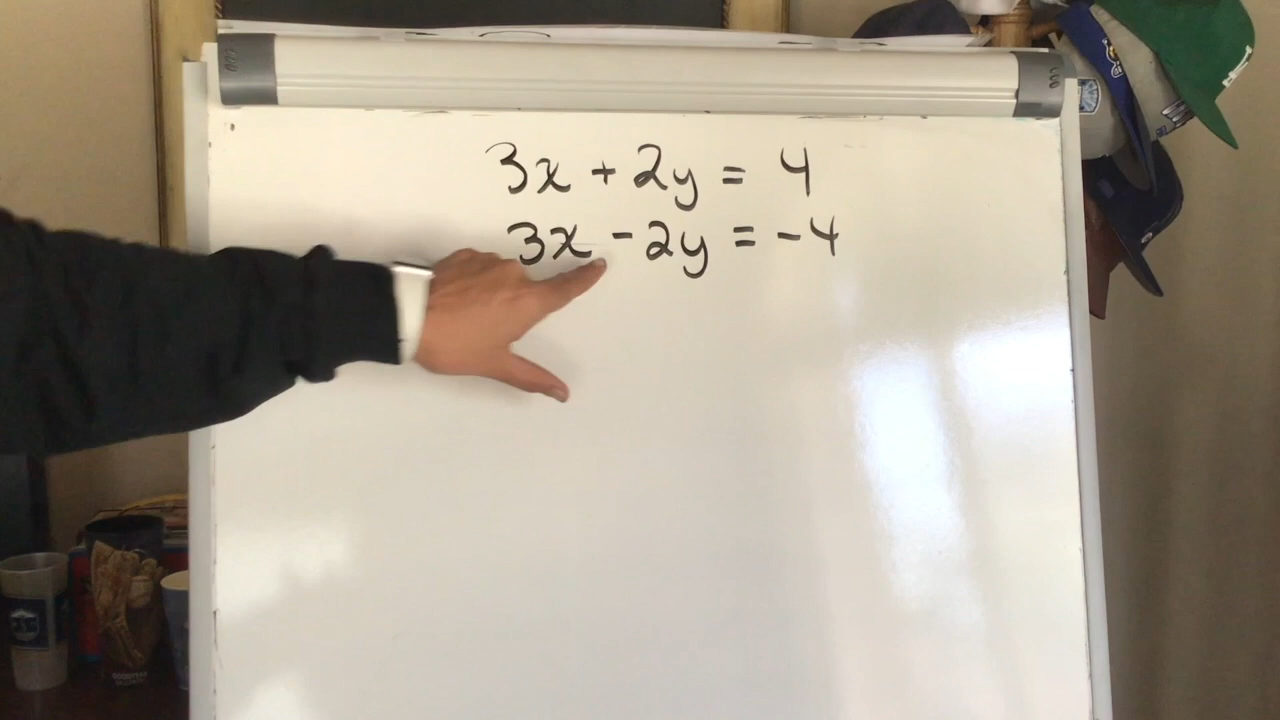 3x + 2y = 4
3x - 2y = -4